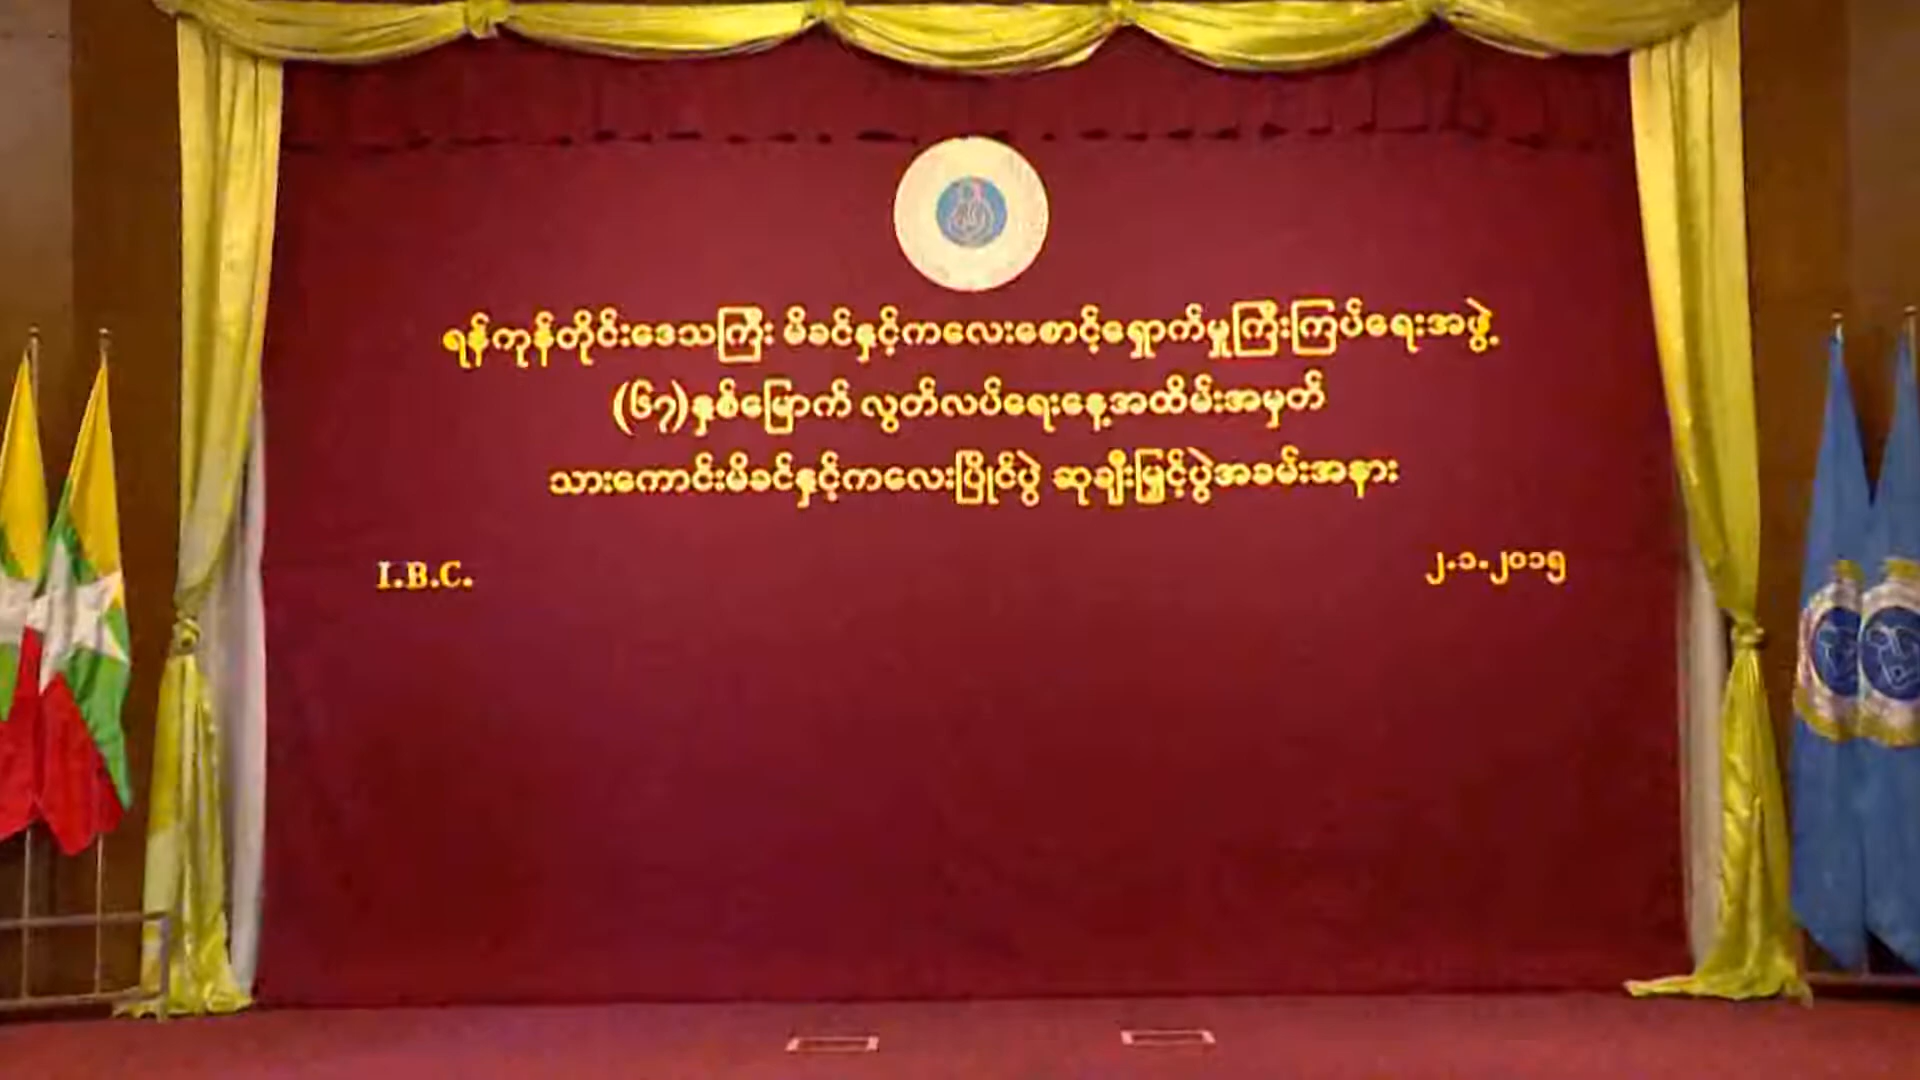 ရန်ကုန်တိုင်းဒေသကြီး မိခင်နှင့်ကလေးစောင့်ရှောက်မှုကြီးကြပ်ရေးအဖွဲ့
(၆၇)နှစ်မြောက် လွတ်လပ်ရေးနေ့အထိမ်းအမှတ်
သားကောင်းမိခင်နှင့်ကလေးပြိုင်ပွဲ ဆုချီးမြှင့်ပွဲအခမ်းအနား
I.B.C.
၂.၁.၂၀၁၅